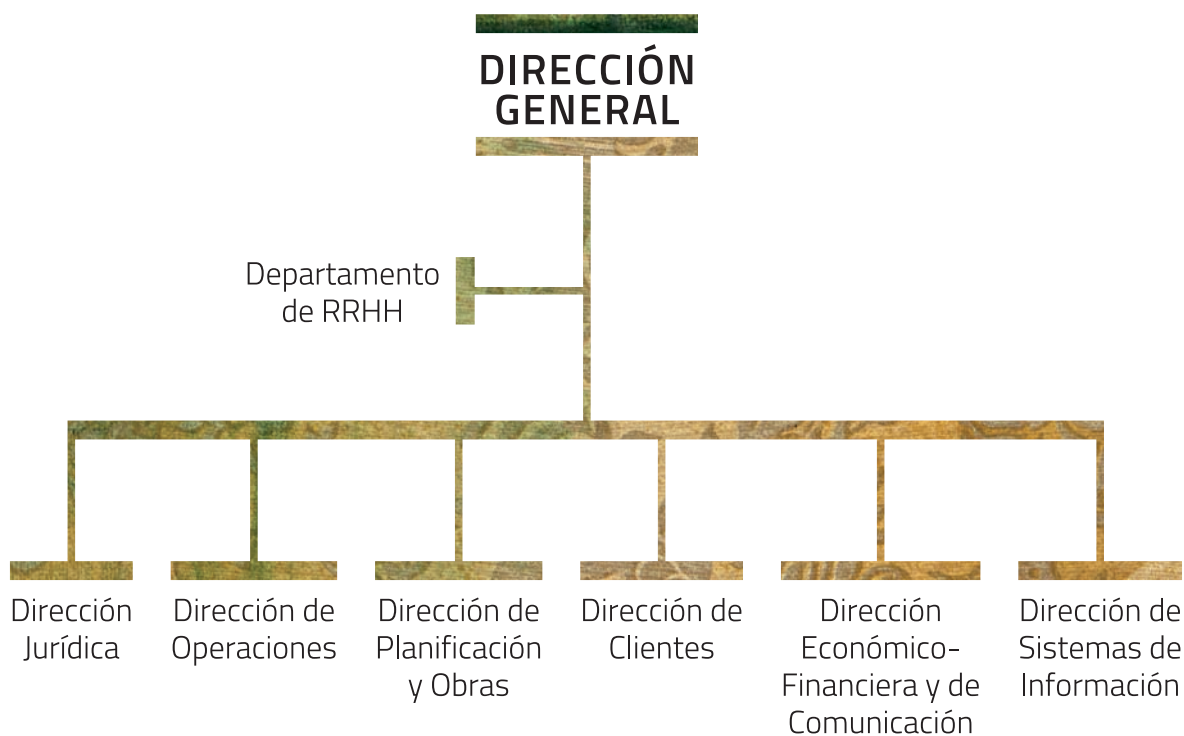 DIRECCIÓN
GENERAL
Departamento
de RRHH
Dirección
Jurídica
Dirección de
Operaciones
Dirección de
Planificación
y Obras
Dirección de
Clientes
Dirección
Económico-
Financiera y de
Comunicación
Dirección de
Sistemas de
Información